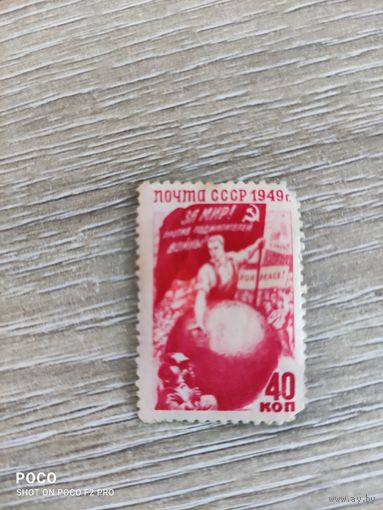 ПОЧТА СССР 1949г.
ЗА МИР!
ПРОТИВ ПОДЖИГАТЕЛЕЙ
ВОЙНЫ!
FOR PEACE!
40
КОП
POCO
SHOT ON POCO F2 PRO
www.ay.by